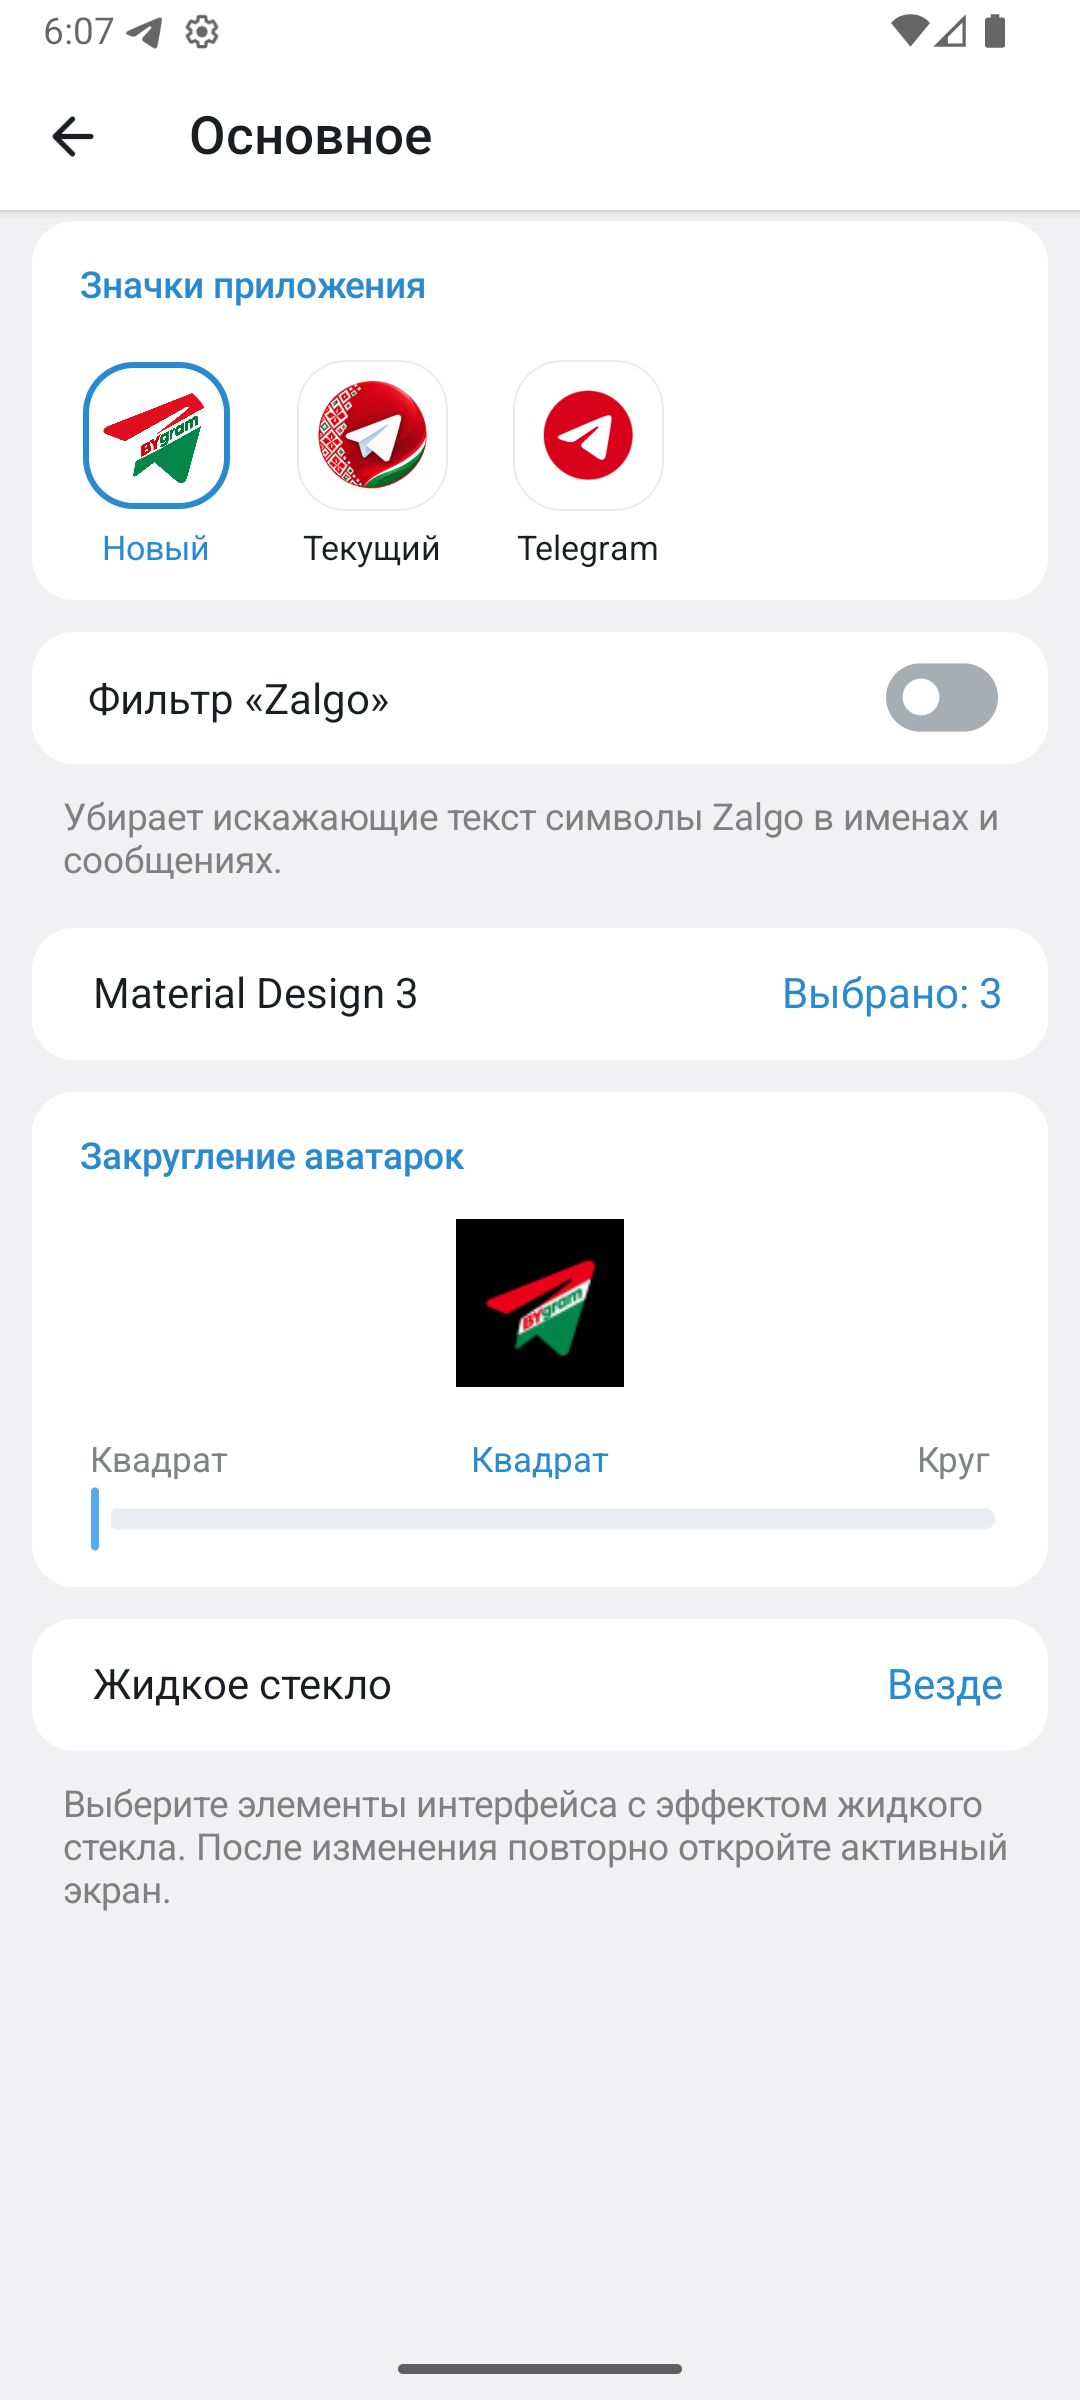 6:07
Основное
Значки приложения
BYgram
Новый
Текущий
Telegram
Фильтр «Zalgo»
Убирает искажающие текст символы Zalgo в именах и
сообщениях.
Material Design 3
Выбрано: 3
Закругление аватарок
BYgram
Квадрат
Квадрат
Круг
Жидкое стекло
Везде
Выберите элементы интерфейса с эффектом жидкого
стекла. После изменения повторно откройте активный
экран.